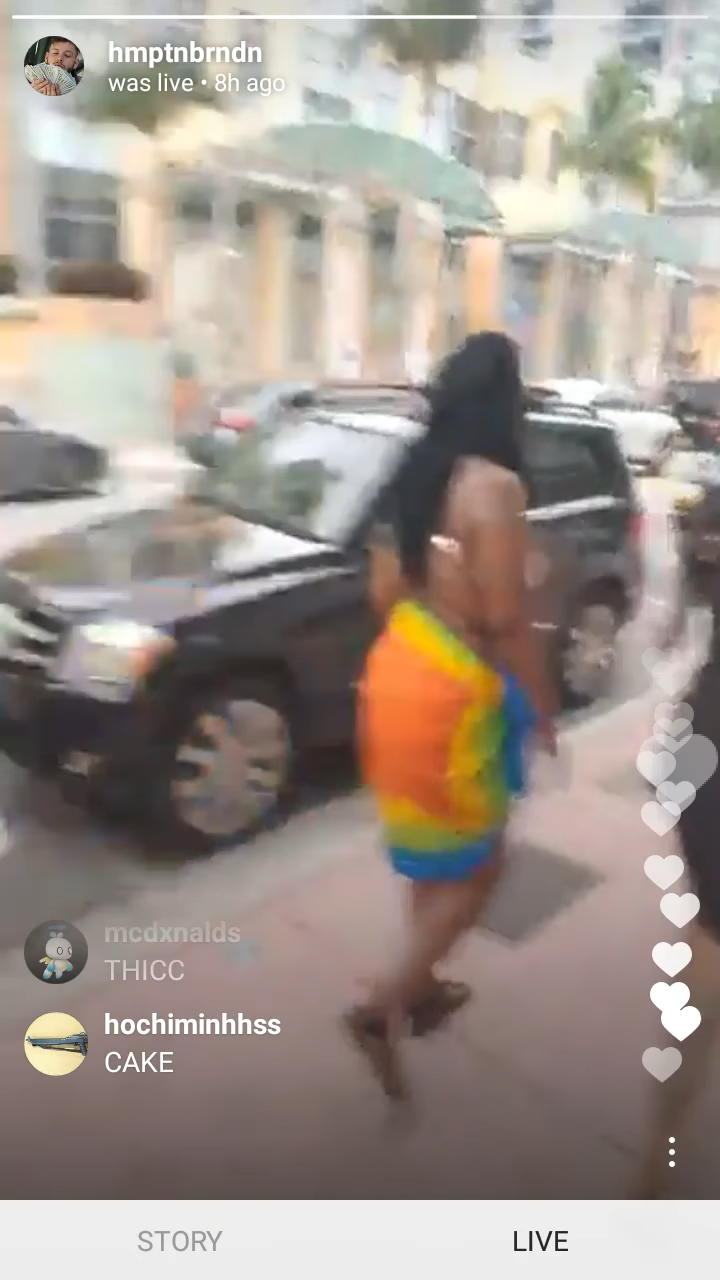 hmptnbrndn
was live • 8h ago
mcdxnalds
THICC
hochiminhhss
CAKE
STORY
LIVE